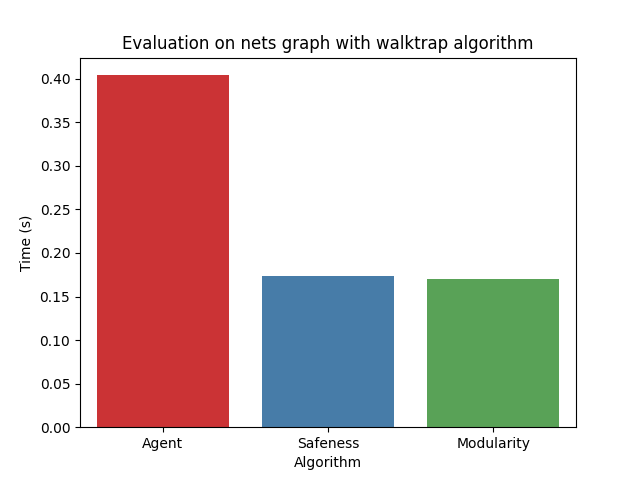 Evaluation on nets graph with walktrap algorithm
0.40
0.35
0.30
0.25
0.20
0.15
0.10
0.05
0.00
Time (s)
Agent
Safeness
Modularity
Algorithm